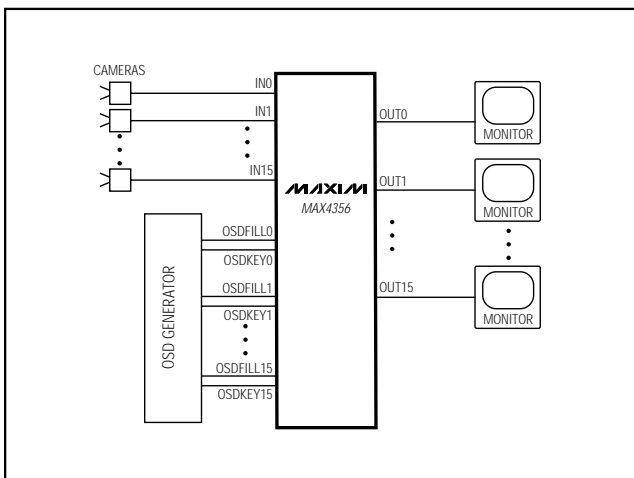 CAMERAS
IN0
IN1
IN15
OSD GENERATOR
OSDFILL0
OSDKEY0
OSDFILL1
OSDKEY1
OSDFILL15
OSDKEY15
MAXIM
MAX4356
OUT0
MONITOR
OUT1
MONITOR
OUT15
MONITOR